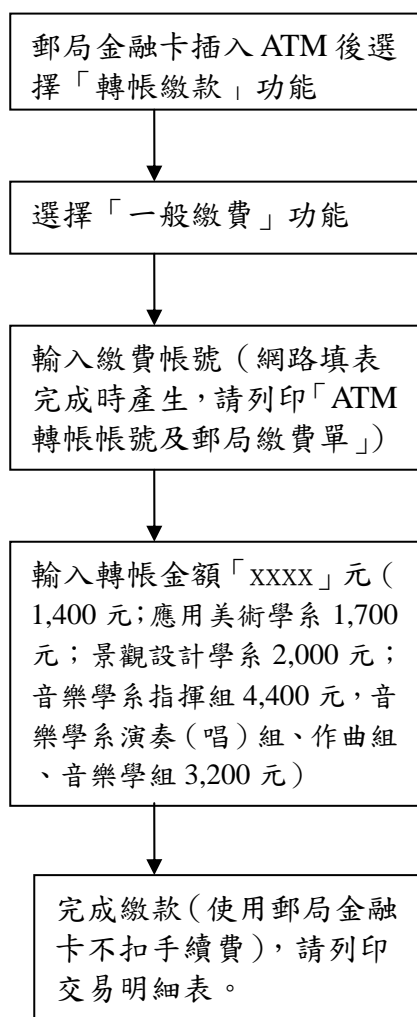 郵局金融卡插入 ATM 後選
擇「轉帳繳款」功能
選擇「一般繳費」功能
輸入繳費帳號（網路填表
完成時產生，請列印「ATM
轉帳帳號及郵局繳費單」）
輸入轉帳金額「xxxx」元（
1,400 元；應用美術學系 1,700
元；景觀設計學系 2,000 元；
音樂學系指揮組 4,400 元，音
樂學系演奏（唱）組、作曲組
、音樂學組 3,200 元）
完成繳款（使用郵局金融
卡不扣手續費），請列印
交易明細表。